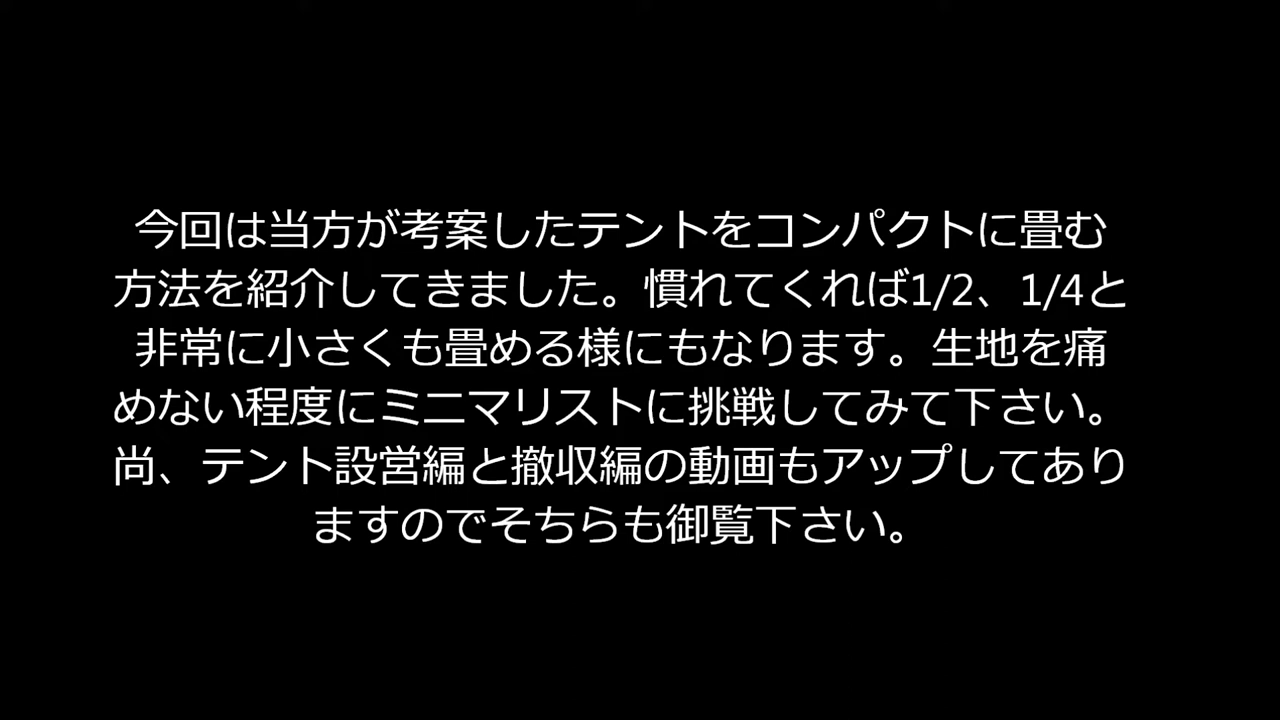 今回は当方が考案したテントをコンパクトに畳む
方法を紹介してきました。慣れてくれば1/2、1/4と
非常に小さくも畳める様にもなります。生地を痛
めない程度にミニマリストに挑戦してみて下さい。
尚、テント設営編と撤収編の動画もアップしてあり
ますのでそちらも御覧下さい。